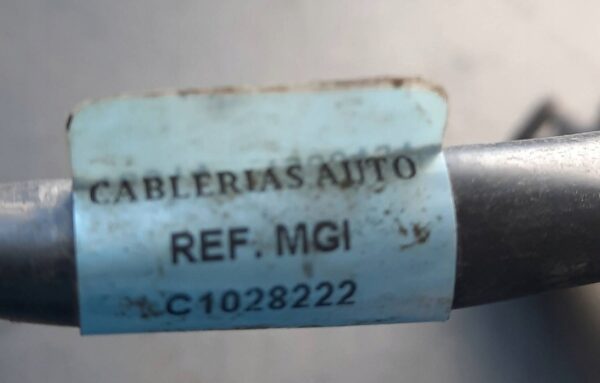 CABLERIAS AUTO
REF. MGI
C1028222